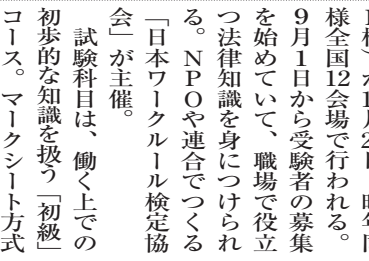 様全国12会場で行われる。
9月1日から受験者の募集
を始めていて、職場で役立
つ法律知識を身につけられ
る。NPOや連合でつくる
「日本ワークルール検定協
会」が主催。
試験科目は、働く上での
初歩的な知識を扱う「初級」
コース。マークシート方式